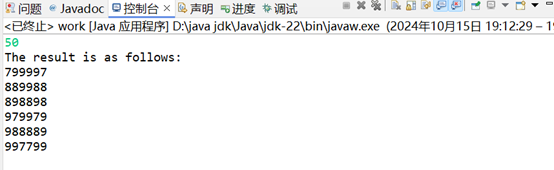 问题 Javadoc 控制台 声明 进度 调试
<已终止> work [Java 应用程序] D:\java jdk\Java\jdk-22\bin\javaw.exe (2024年10月15日 19:12:29 – 19
50
The result is as follows:
799997
889988
898898
979979
988889
997799